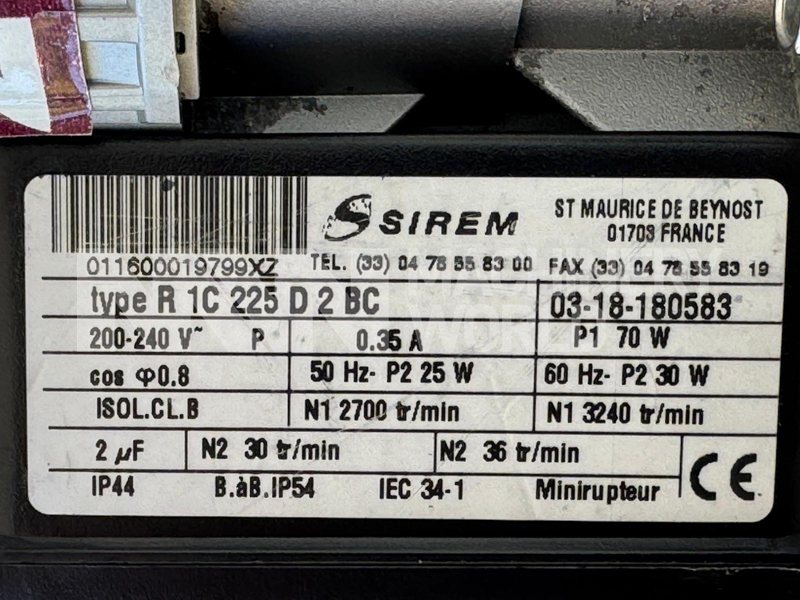 SIREM
ST MAURICE DE BEYNOST
01703 FRANCE
011600019799XZ
TEL. (33) 04 78 55 83 00 FAX (33) 04 78 55 83 19
type R 1C 225 D 2 BC 03-18-180583
200-240 V~ P 0.35 A P1 70 W
cos φ0.8 50 Hz- P2 25 W 60 Hz- P2 30 W
ISOL.CL.B N1 2700 tr/min N1 3240 tr/min
2 µF N2 30 tr/min N2 36 tr/min
IP44 B.àB.IP54 IEC 34-1 Minirupteur CE